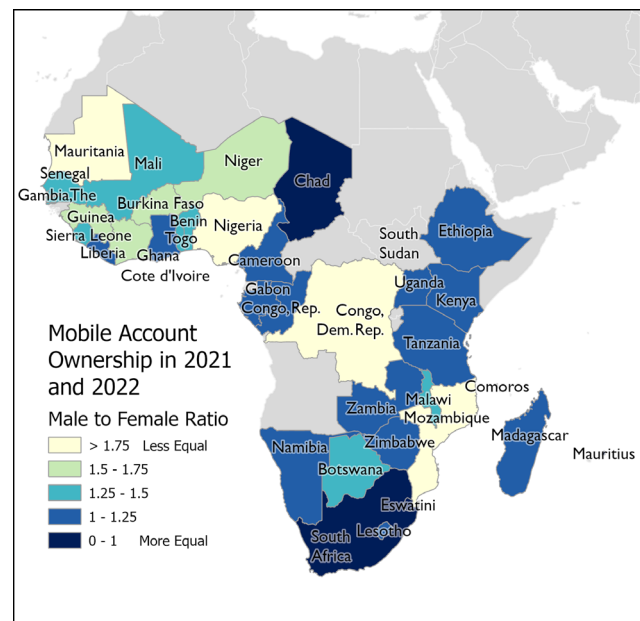 Mauritania
Mali
Niger
Chad
Senegal
Gambia,The
Burkina Faso
Guinea
Benin
Nigeria
Sierra Leone
Togo
Liberia
Ghana
Cote d'Ivoire
South
Sudan
Ethiopia
Cameroon
Gabon
Uganda
Kenya
Congo, Rep.
Congo,
Dem. Rep.
Tanzania
Comoros
Malawi
Zambia
Mozambique
Madagascar
Mauritius
Namibia
Zimbabwe
Botswana
Eswatini
South
Africa
Lesotho
Mobile Account
Ownership in 2021
and 2022
Male to Female Ratio
> 1.75 Less Equal
1.5 - 1.75
1.25 - 1.5
1 - 1.25
0 - 1 More Equal